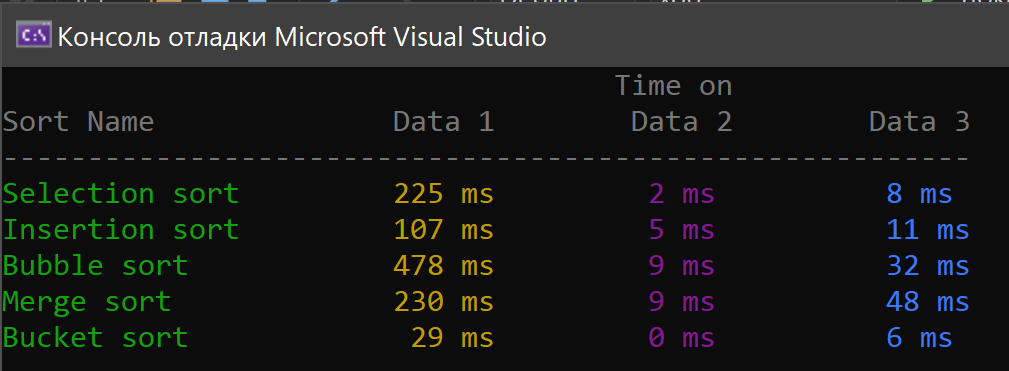 Консоль отладки Microsoft Visual Studio
Time on
Sort Name Data 1 Data 2 Data 3
----------------------------------------------------------
Selection sort 225 ms 2 ms 8 ms
Insertion sort 107 ms 5 ms 11 ms
Bubble sort 478 ms 9 ms 32 ms
Merge sort 230 ms 9 ms 48 ms
Bucket sort 29 ms 0 ms 6 ms